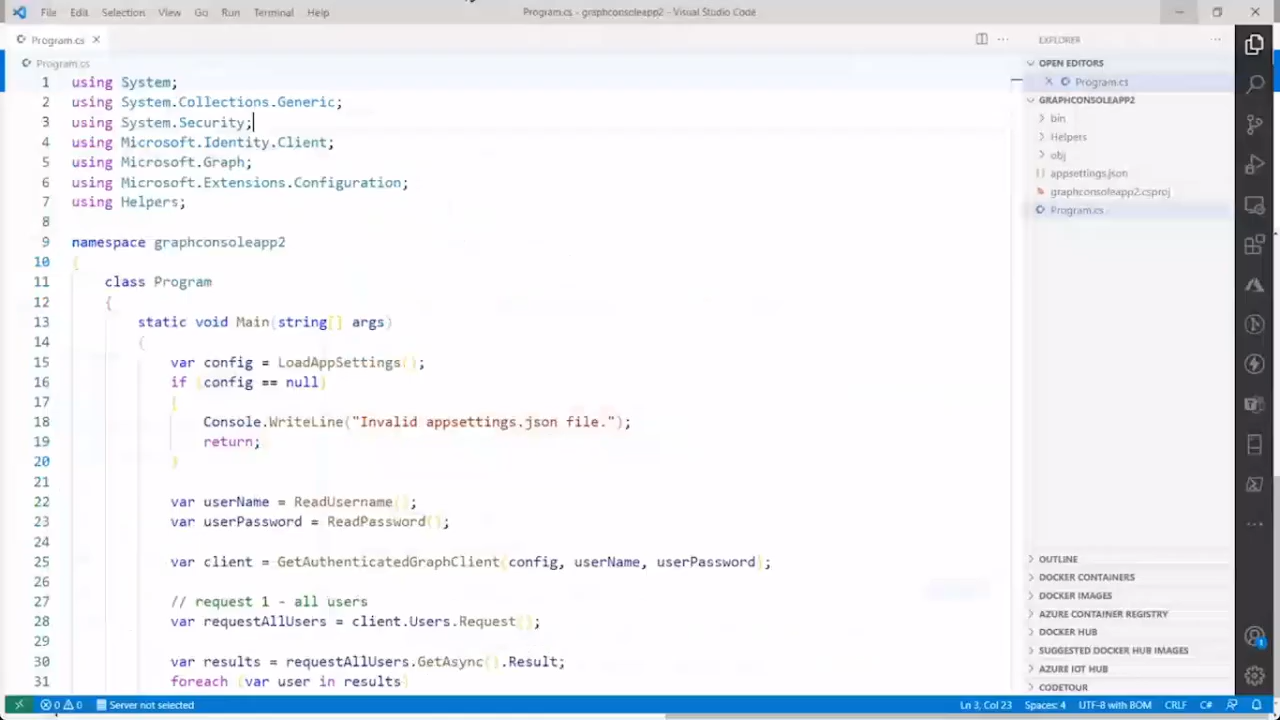 File Edit Selection View Go Run Terminal Help Program.cs - graphconsoleapp2 - Visual Studio Code
Program.cs
Program.cs
1 using System;
2 using System.Collections.Generic;
3 using System.Security;
4 using Microsoft.Identity.Client;
5 using Microsoft.Graph;
6 using Microsoft.Extensions.Configuration;
7 using Helpers;
8
9 namespace graphconsoleapp2
10 {
11 class Program
12 {
13 static void Main(string[] args)
14 {
15 var config = LoadAppSettings();
16 if (config == null)
17 {
18 Console.WriteLine("Invalid appsettings.json file.");
19 return;
20 }
21
22 var userName = ReadUsername();
23 var userPassword = ReadPassword();
24
25 var client = GetAuthenticatedGraphClient(config, userName, userPassword);
26
27 // request 1 - all users
28 var requestAllUsers = client.Users.Request();
29
30 var results = requestAllUsers.GetAsync().Result;
31 foreach (var user in results)
EXPLORER
OPEN EDITORS
Program.cs
GRAPHCONSOLEAPP2
bin
Helpers
obj
appsettings.json
graphconsoleapp2.csproj
Program.cs
OUTLINE
DOCKER CONTAINERS
DOCKER IMAGES
AZURE CONTAINER REGISTRY
DOCKER HUB
SUGGESTED DOCKER HUB IMAGES
AZURE IOT HUB
CODETOUR
1
0 0 Server not selected Ln 3, Col 23 Spaces: 4 UTF-8 with BOM CRLF C#